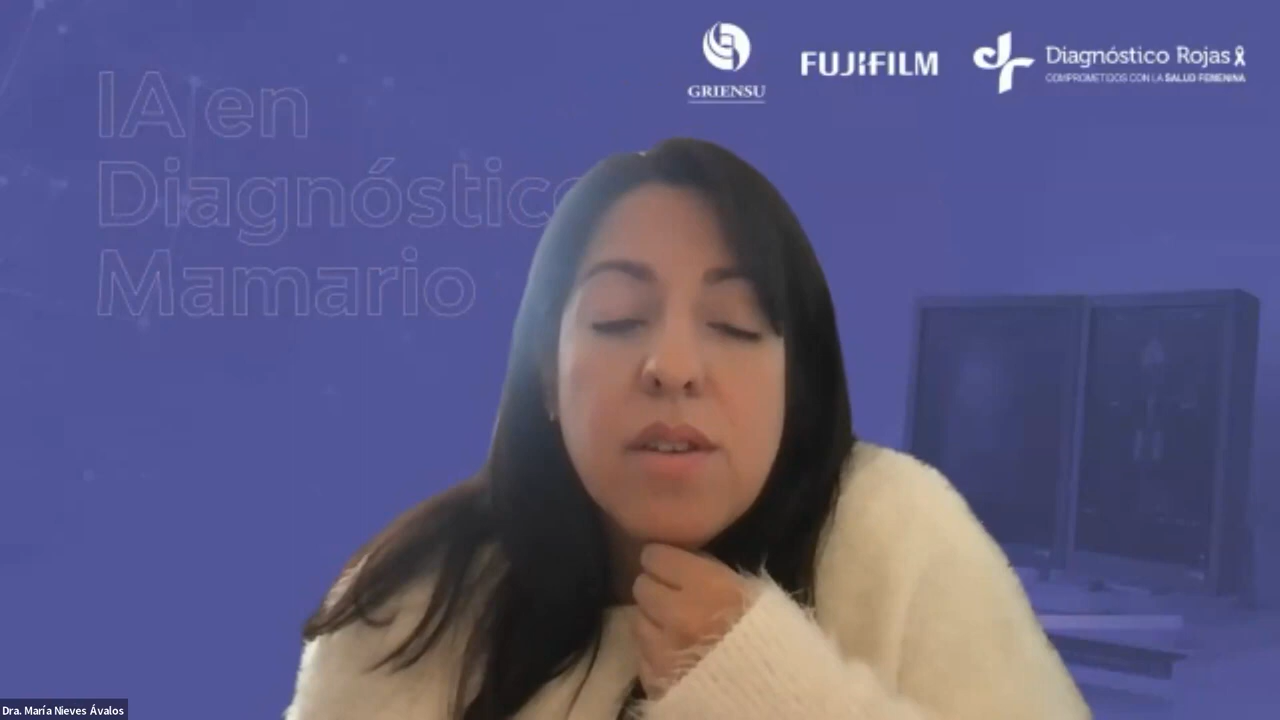 GRIENSU
FUJIFILM
Diagnóstico Rojas
COMPROMETIDOS CON LA SALUD FEMENINA
IA en
Diagnóstico
Mamario
Dra. María Nieves Ávalos